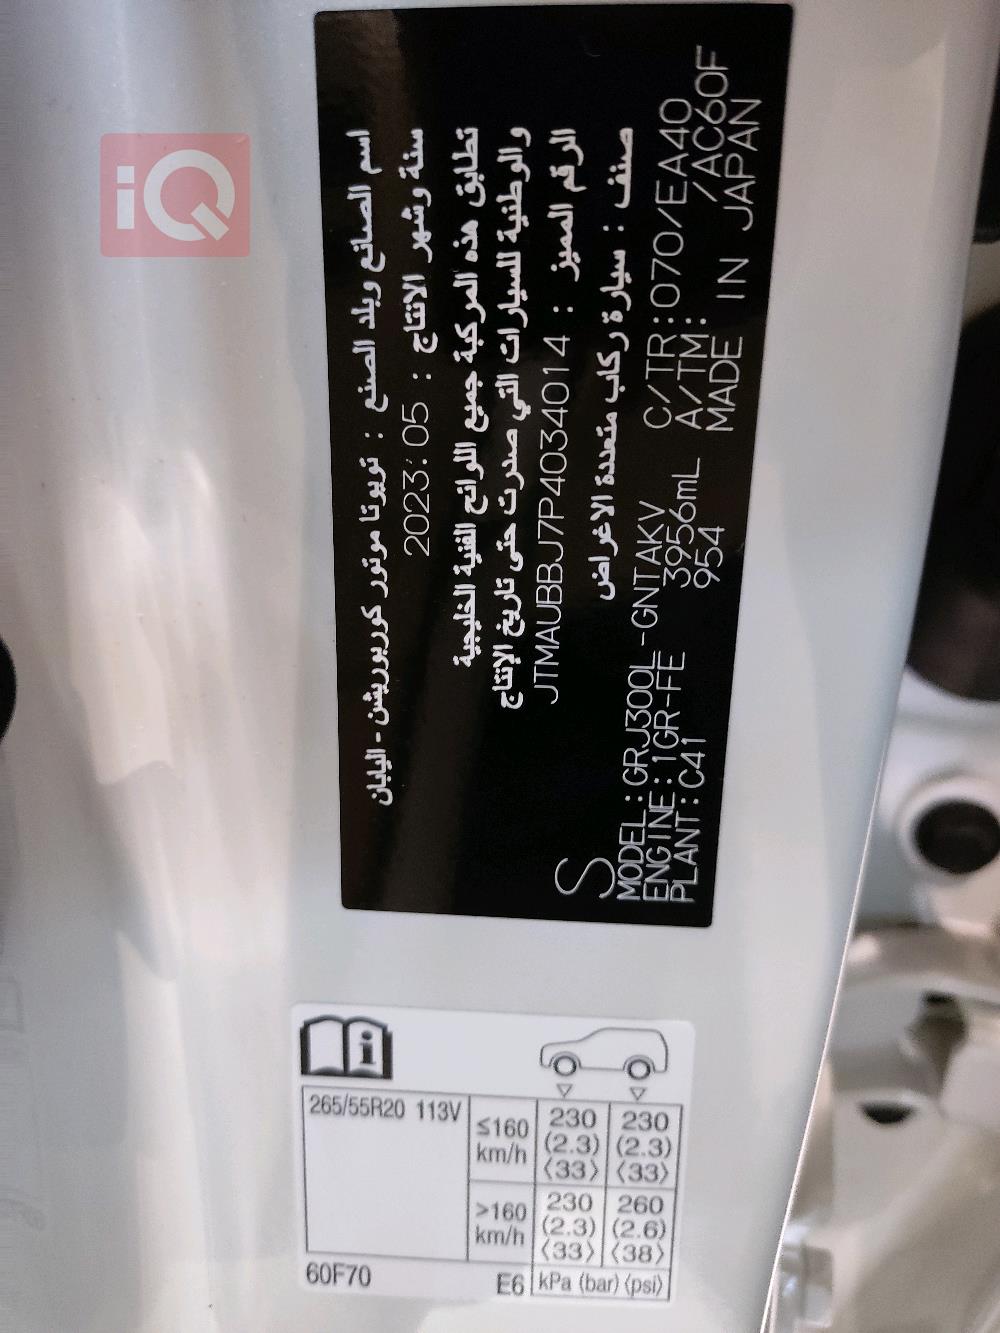 iQ
اسم الصانع وبلد الصنع : تويوتا موتور كوربوريشن - اليابان
سنة وشهر الانتاج : 2023:05
تطابق هذه المركبة جميع اللوائح الفنية الخليجية
والوطنية للسيارات التي صدرت حتى تاريخ الإنتاج
الرقم المميز : JTMAUBBJ7P4034014
صنف : سيارة ركاب متعددة الاغراض
S
MODEL:GRJ300L-GNTAKV C/TR:070/EA40
ENGINE:1GR-FE 3956mL A/TM: /AC60F
PLANT:C41 954 MADE IN JAPAN
i
265/55R20 113V
≤160 km/h 230 (2.3) ⟨33⟩ 230 (2.3) ⟨33⟩
>160 km/h 230 (2.3) ⟨33⟩ 260 (2.6) ⟨38⟩
60F70 E6 kPa (bar) ⟨psi⟩